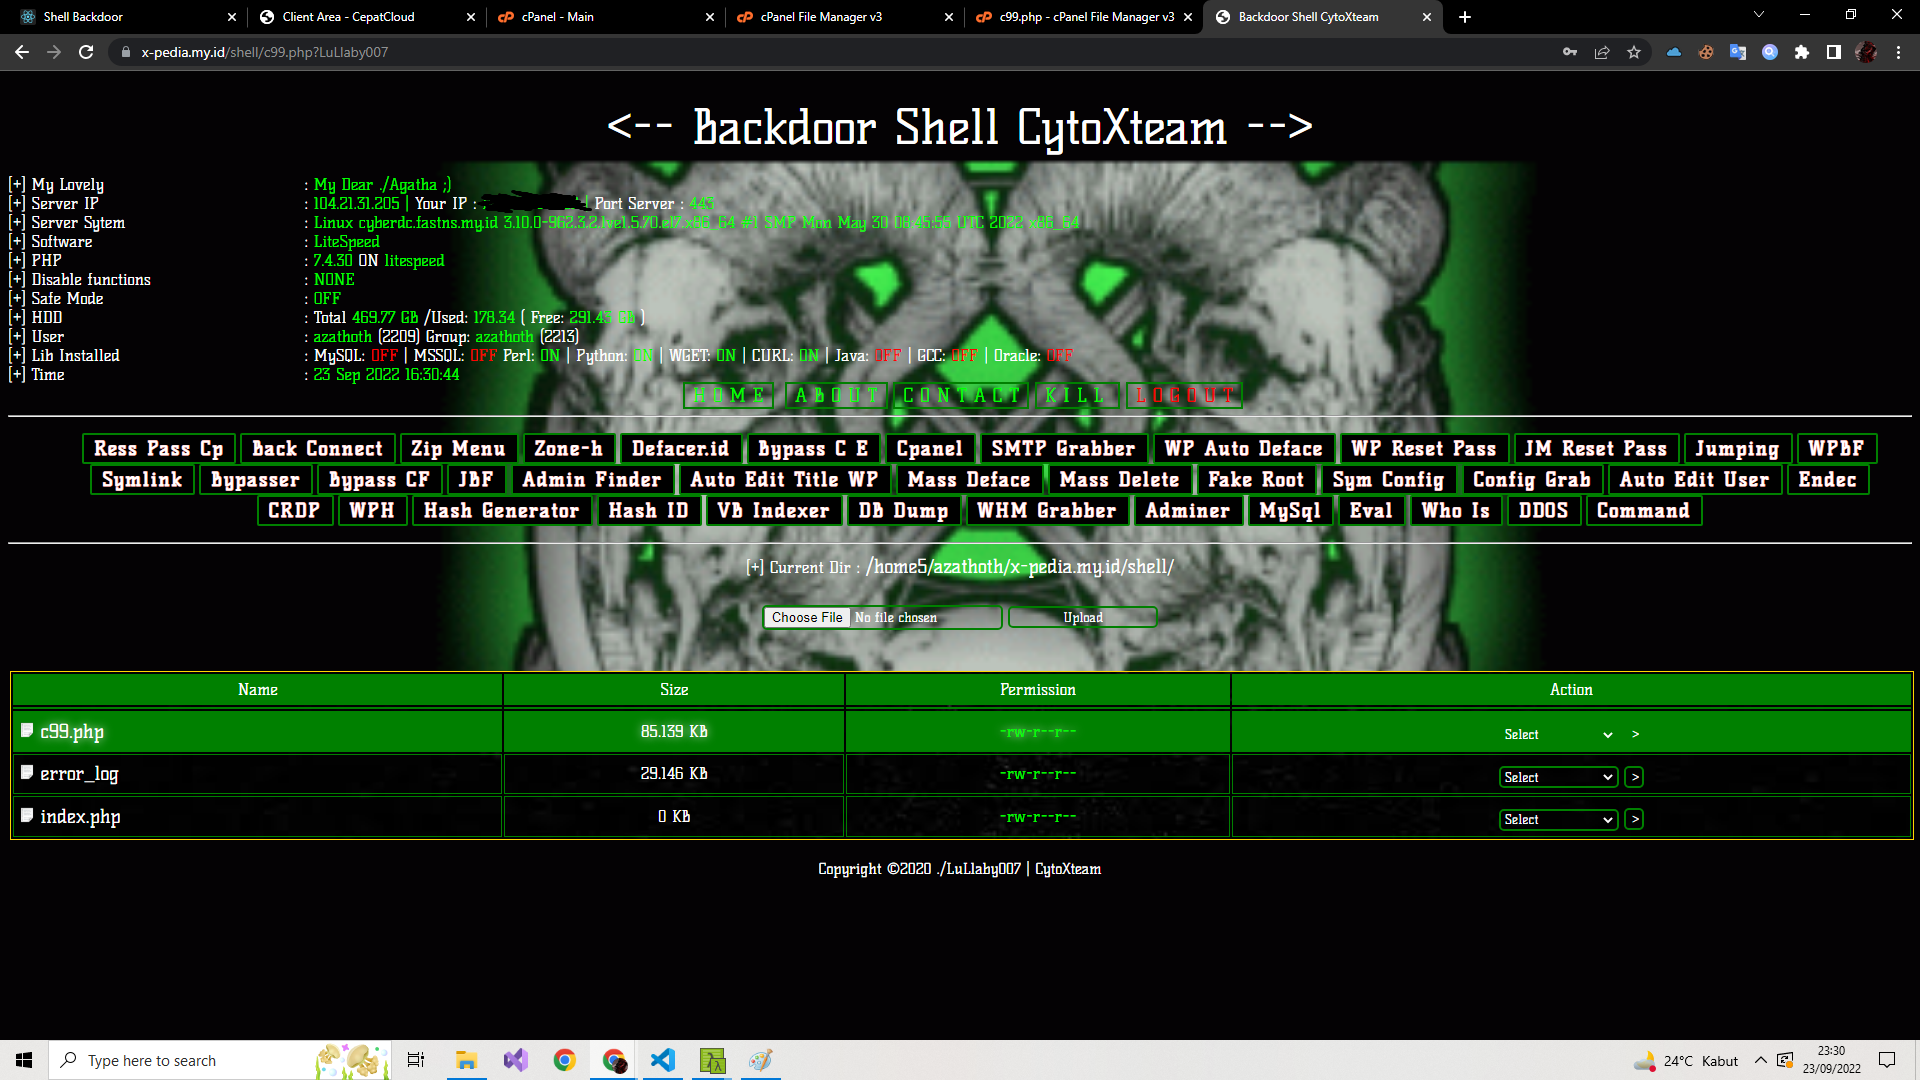 Shell Backdoor
Client Area - CepatCloud
cPanel - Main
cPanel File Manager v3
c99.php - cPanel File Manager v3
Backdoor Shell CytoXteam
x-pedia.my.id/shell/c99.php?LuLlaby007
<-- Backdoor Shell CytoXteam -->
[+] My Lovely : My Dear ./Agatha ;)
[+] Server IP : 104.21.31.205 | Your IP : | Port Server : 443
[+] Server Sytem : Linux cyberdc.fastns.my.id 3.10.0-962.3.2.lve1.5.70.el7.x86_64 #1 SMP Mon May 30 08:45:55 UTC 2022 x86_64
[+] Software : LiteSpeed
[+] PHP : 7.4.30 ON litespeed
[+] Disable functions : NONE
[+] Safe Mode : OFF
[+] HDD : Total 469.77 GB /Used: 178.34 ( Free: 291.43 GB )
[+] User : azathoth (2209) Group: azathoth (2213)
[+] Lib Installed : MySQL: OFF | MSSQL: OFF Perl: ON | Python: ON | WGET: ON | CURL: ON | Java: OFF | GCC: OFF | Oracle: OFF
[+] Time : 23 Sep 2022 16:30:44
HOME ABOUT CONTACT KILL LOGOUT
Ress Pass Cp Back Connect Zip Menu Zone-h Defacer.id Bypass C E Cpanel SMTP Grabber WP Auto Deface WP Reset Pass JM Reset Pass Jumping WPBF
Symlink Bypasser Bypass CF JBF Admin Finder Auto Edit Title WP Mass Deface Mass Delete Fake Root Sym Config Config Grab Auto Edit User Endec
CRDP WPH Hash Generator Hash ID VB Indexer DB Dump WHM Grabber Adminer MySql Eval Who Is DDOS Command
[+] Current Dir : /home5/azathoth/x-pedia.my.id/shell/
Choose File No file chosen Upload
Name Size Permission Action
c99.php 85.139 KB -rw-r--r-- Select >
error_log 29.146 KB -rw-r--r-- Select >
index.php 0 KB -rw-r--r-- Select >
Copyright ©2020 ./LuLlaby007 | CytoXteam
Type here to search
24°C Kabut
23:30
23/09/2022